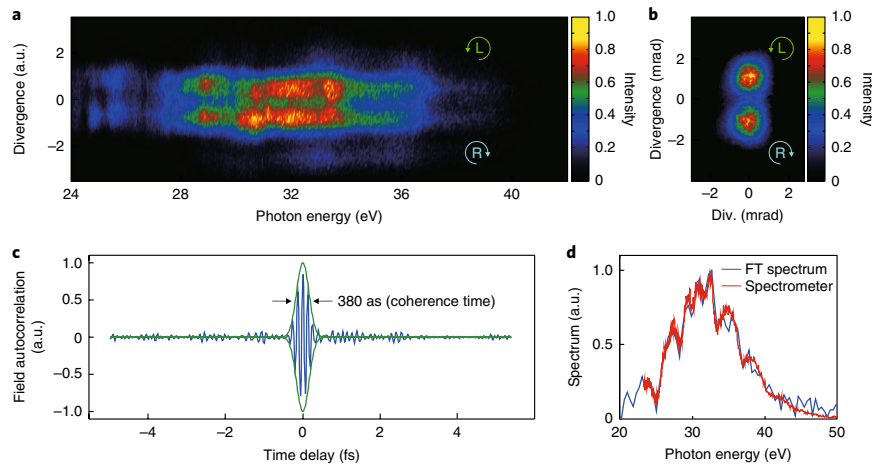 a
Divergence (a.u.)
2
0
−2
24
28
32
36
40
Photon energy (eV)
L
R
1.0
0.8
0.6
0.4
0.2
0
Intensity
b
Divergence (mrad)
2
0
−2
−2
0
2
Div. (mrad)
L
R
1.0
0.8
0.6
0.4
0.2
0
Intensity
c
Field autocorrelation
(a.u.)
1.0
0.5
0
−0.5
−1.0
380 as (coherence time)
−4
−2
0
2
4
Time delay (fs)
d
Spectrum (a.u.)
1.0
0.5
0
FT spectrum
Spectrometer
20
30
40
50
Photon energy (eV)